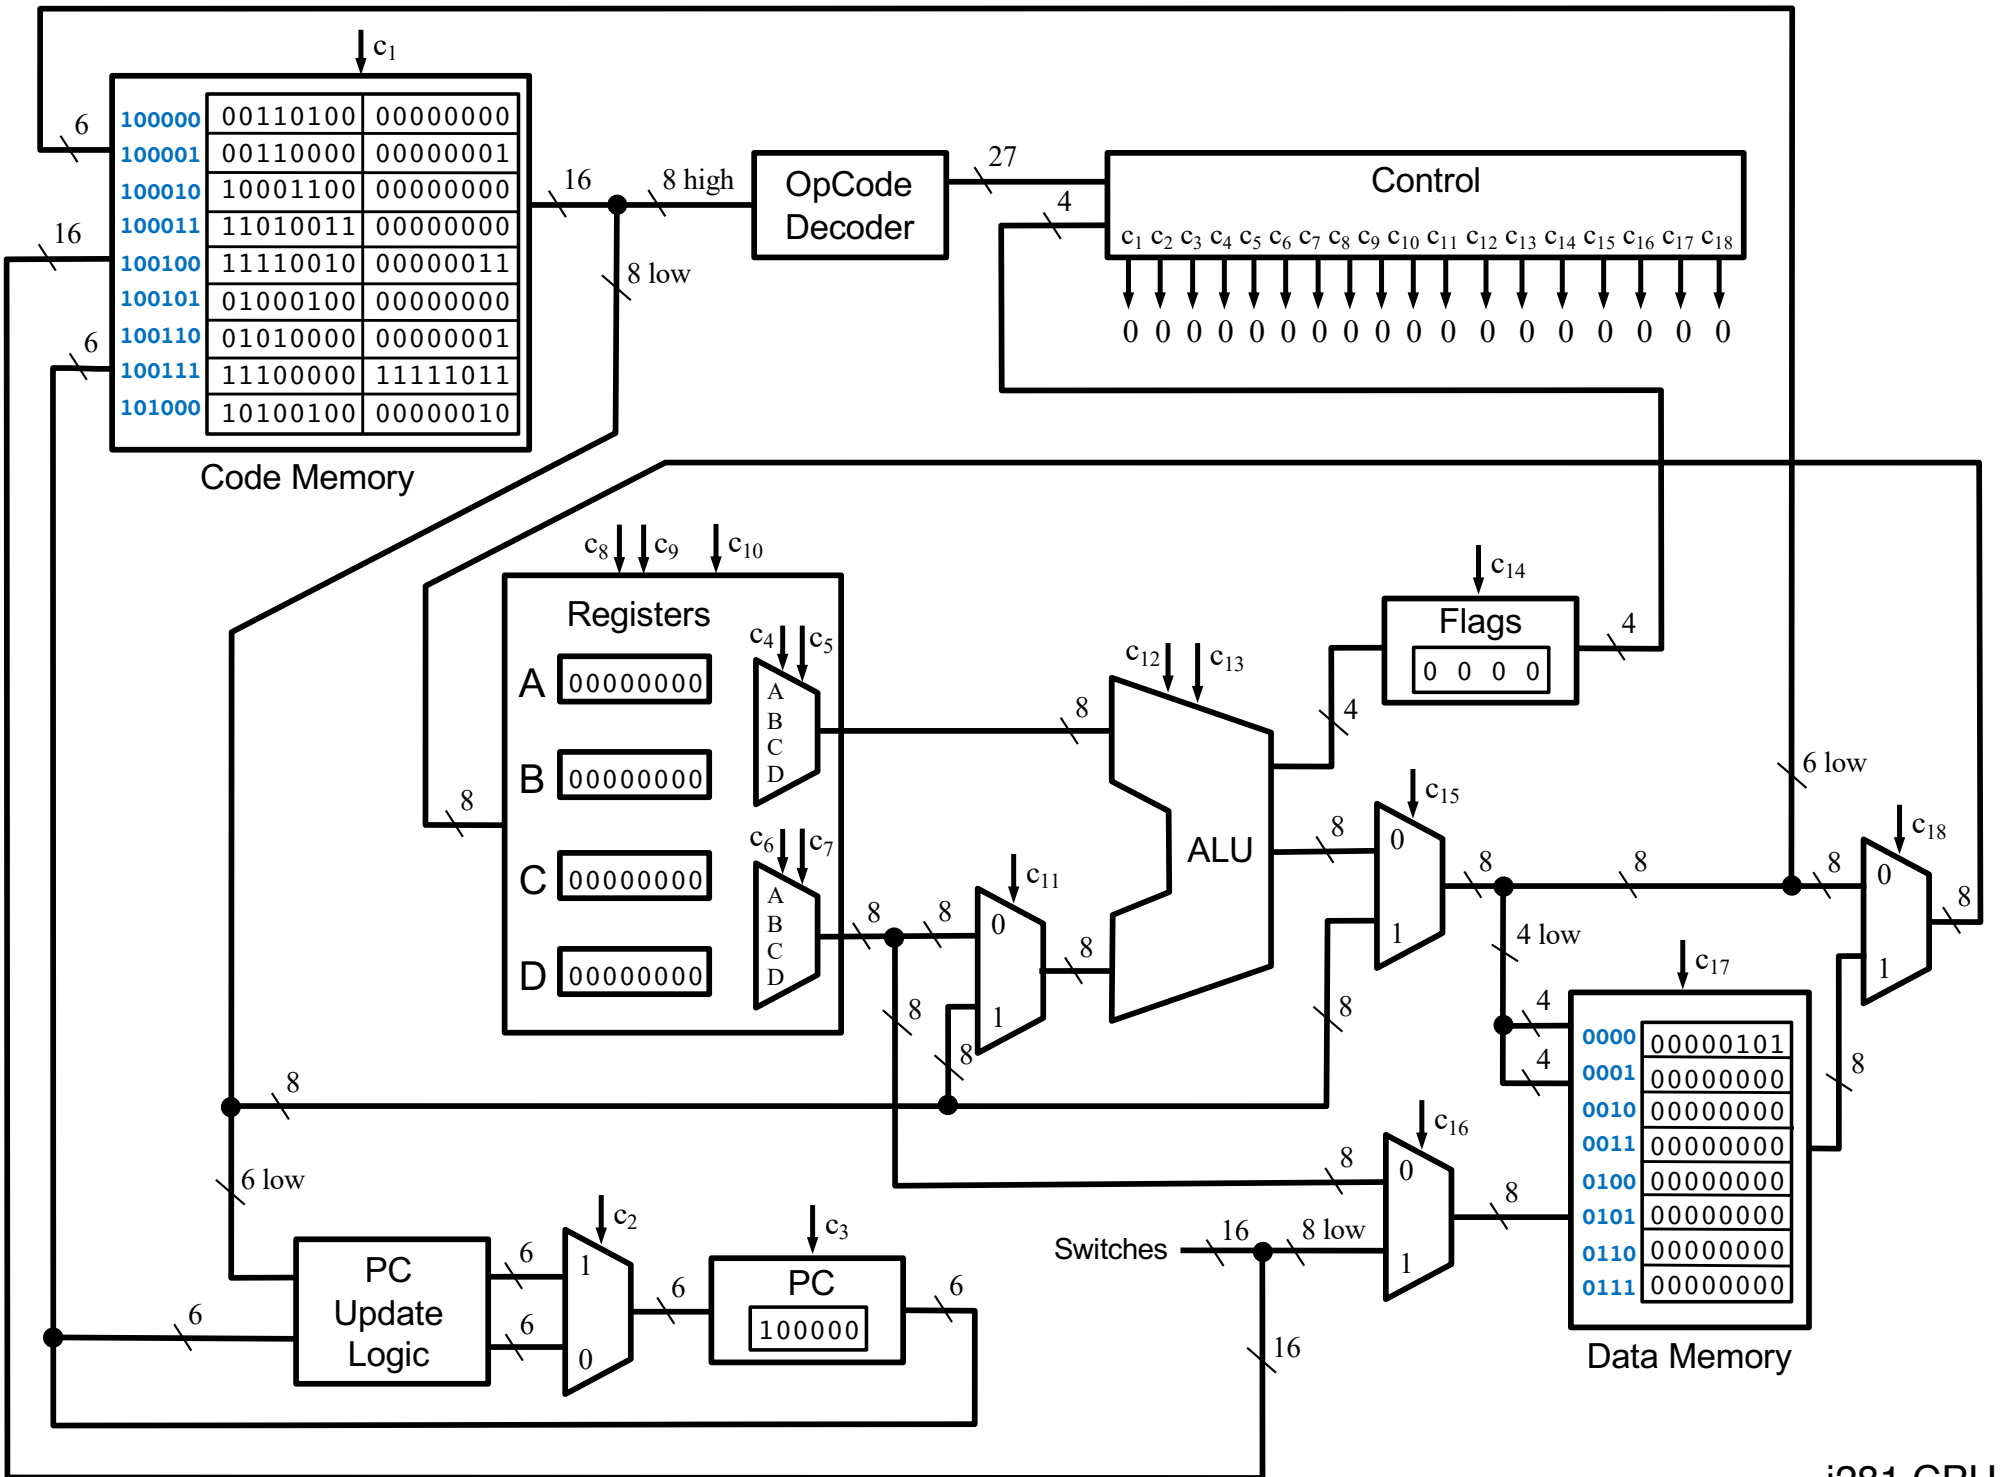 c1
100000 00110100 00000000
100001 00110000 00000001
100010 10001100 00000000
100011 11010011 00000000
100100 11110010 00000011
100101 01000100 00000000
100110 01010000 00000001
100111 11100000 11111011
101000 10100100 00000010
Code Memory
6
16
6
16
8 high
8 low
OpCode
Decoder
27
4
Control
c1 c2 c3 c4 c5 c6 c7 c8 c9 c10 c11 c12 c13 c14 c15 c16 c17 c18
0 0 0 0 0 0 0 0 0 0 0 0 0 0 0 0 0 0
c8 c9 c10
Registers
A 00000000
B 00000000
C 00000000
D 00000000
c4 c5
A
B
C
D
c6 c7
A
B
C
D
8
8
8
8
8
8
c11
0
1
8
8
c12 c13
ALU
4
c14
Flags
0 0 0 0
4
8
c15
0
1
8
8
8
8
6 low
4 low
4
4
c18
0
1
8
8
c17
0000 00000101
0001 00000000
0010 00000000
0011 00000000
0100 00000000
0101 00000000
0110 00000000
0111 00000000
Data Memory
8
c16
0
1
8
Switches
16
8 low
16
6 low
6
PC
Update
Logic
6
6
c2
1
0
6
c3
PC
100000
6